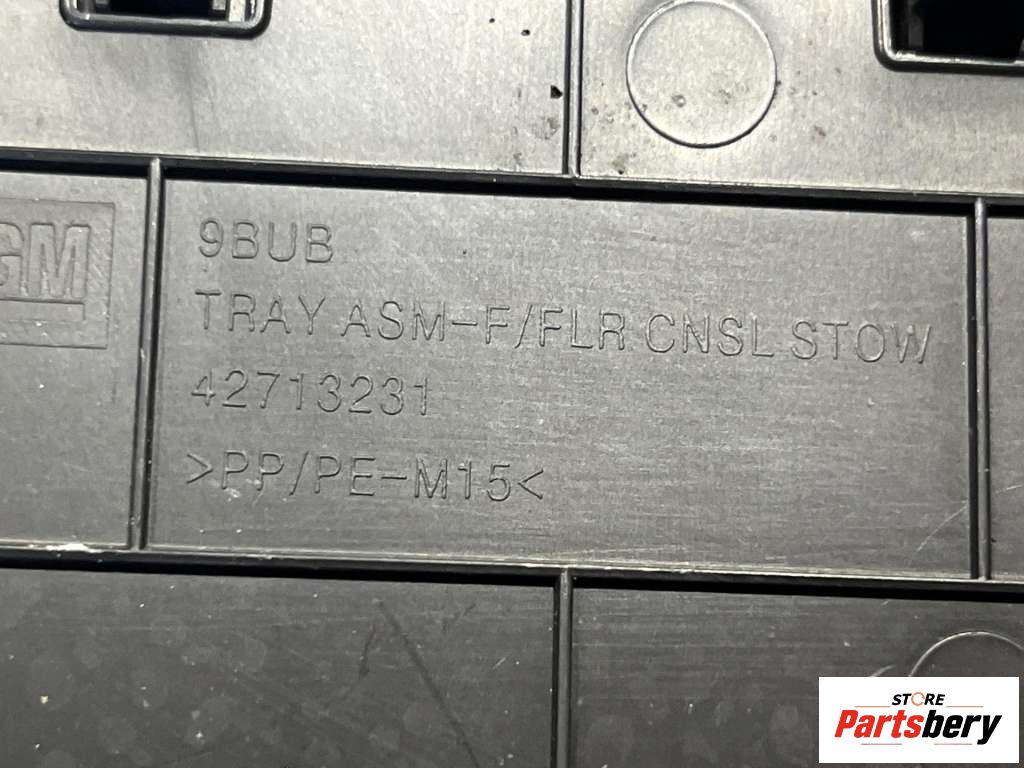 GM
9BUB
TRAY ASM-F/FLR CNSL STOW
42713231
>PP/PE-M15<
STORE
Partsbery